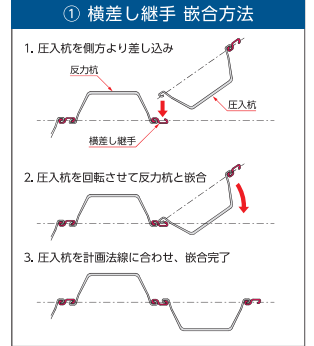 ① 横差し継手 嵌合方法
1. 圧入杭を側方より差し込み
反力杭
圧入杭
横差し継手
2. 圧入杭を回転させて反力杭と嵌合
3. 圧入杭を計画法線に合わせ、嵌合完了